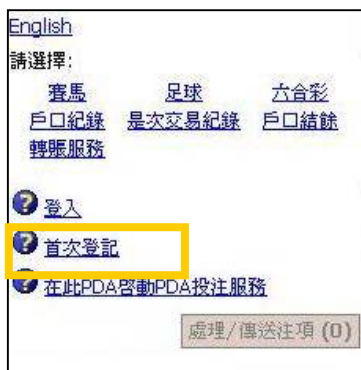 English
請選擇:
賽馬 足球 六合彩
戶口紀錄 是次交易紀錄 戶口結餘
轉賬服務
登入
首次登記
在此PDA啓動PDA投注服務
處理/傳送注項 (0)